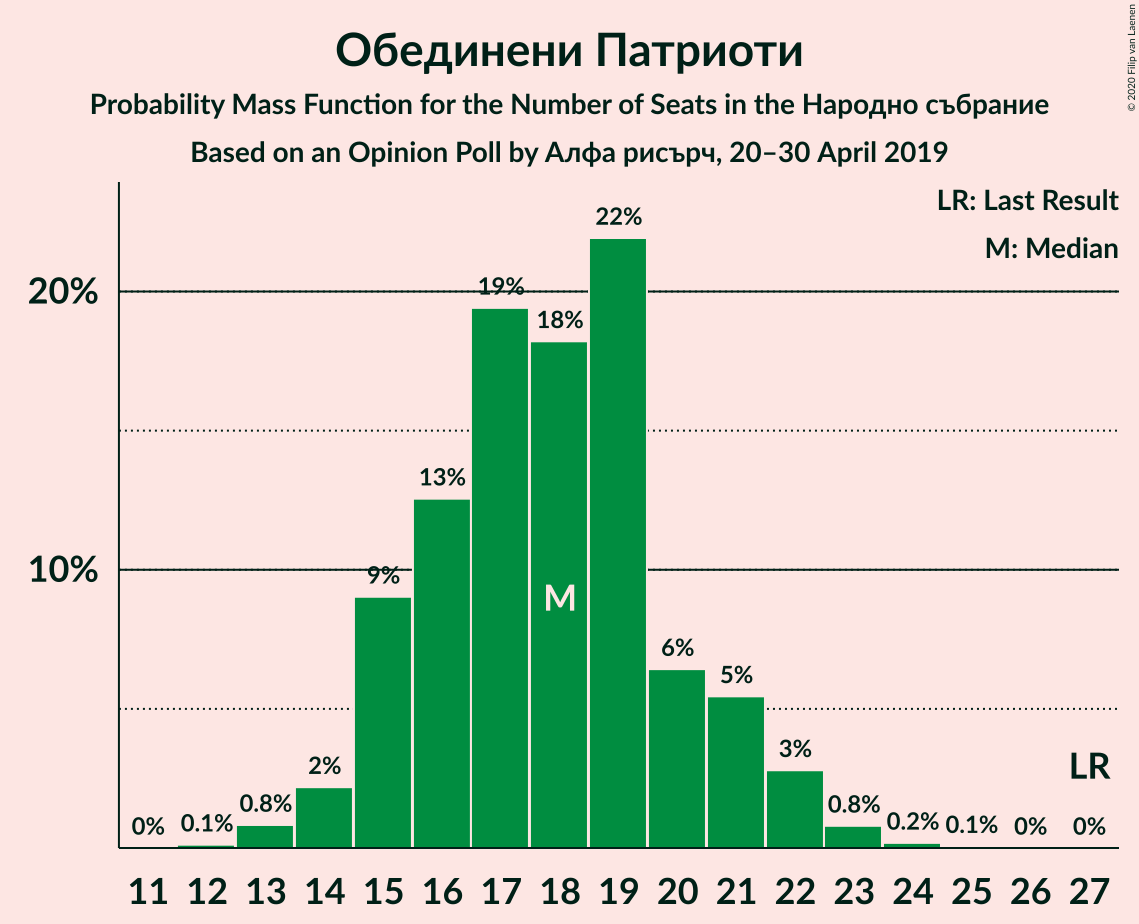 Обединени Патриоти
Probability Mass Function for the Number of Seats in the Народно събрание
Based on an Opinion Poll by Алфа рисърч, 20–30 April 2019
© 2020 Filip van Laenen
LR: Last Result
M: Median
22%
20%
19%
18%
13%
10%
9%
M
6%
5%
3%
2%
LR
0%
0.1%
0.8%
0.8%
0.2%
0.1%
0%
0%
11 12 13 14 15 16 17 18 19 20 21 22 23 24 25 26 27